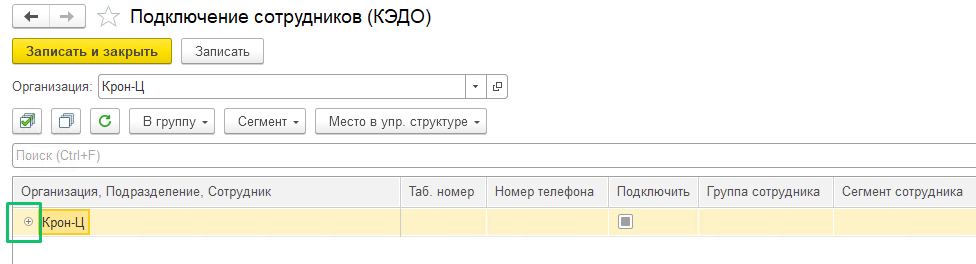 Подключение сотрудников (КЭДО)
Записать и закрыть Записать
Организация: Крон-Ц
В группу Сегмент Место в упр. структуре
Поиск (Ctrl+F)
Организация, Подразделение, Сотрудник Таб. номер Номер телефона Подключить Группа сотрудника Сегмент сотрудника
Крон-Ц